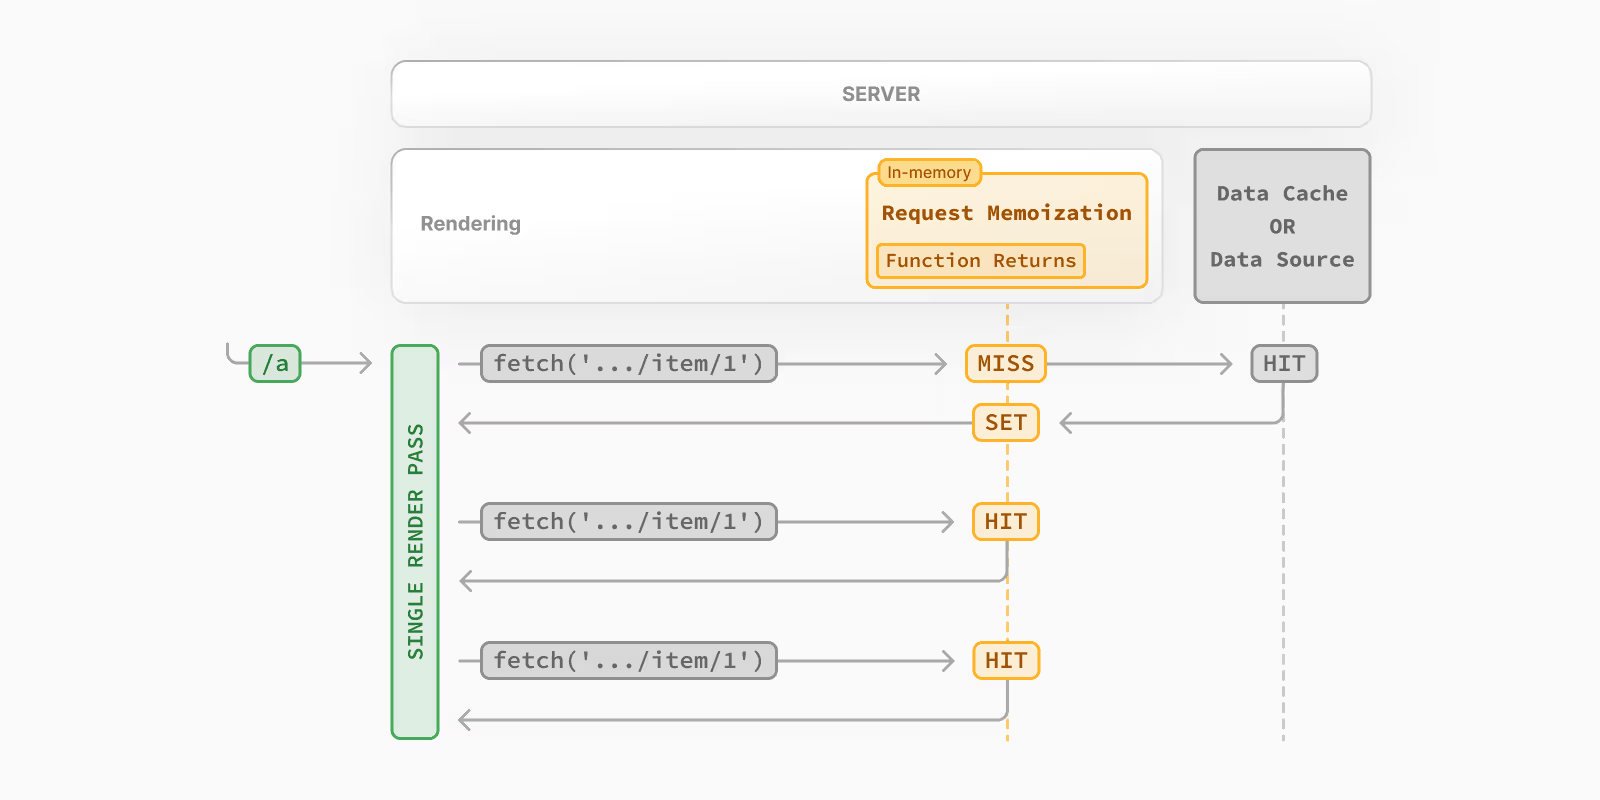 SERVER
In-memory
Request Memoization
Function Returns
Rendering
Data Cache
OR
Data Source
/a
fetch('.../item/1')
MISS
HIT
SET
SINGLE RENDER PASS
fetch('.../item/1')
HIT
fetch('.../item/1')
HIT